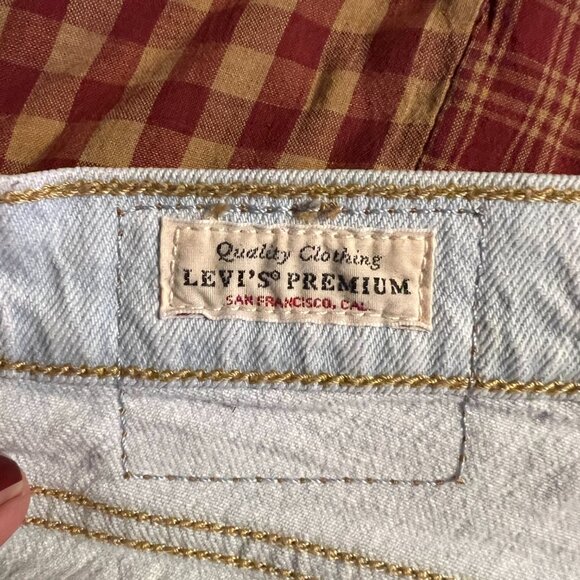 Quality Clothing
LEVI'S® PREMIUM
SAN FRANCISCO, CAL.